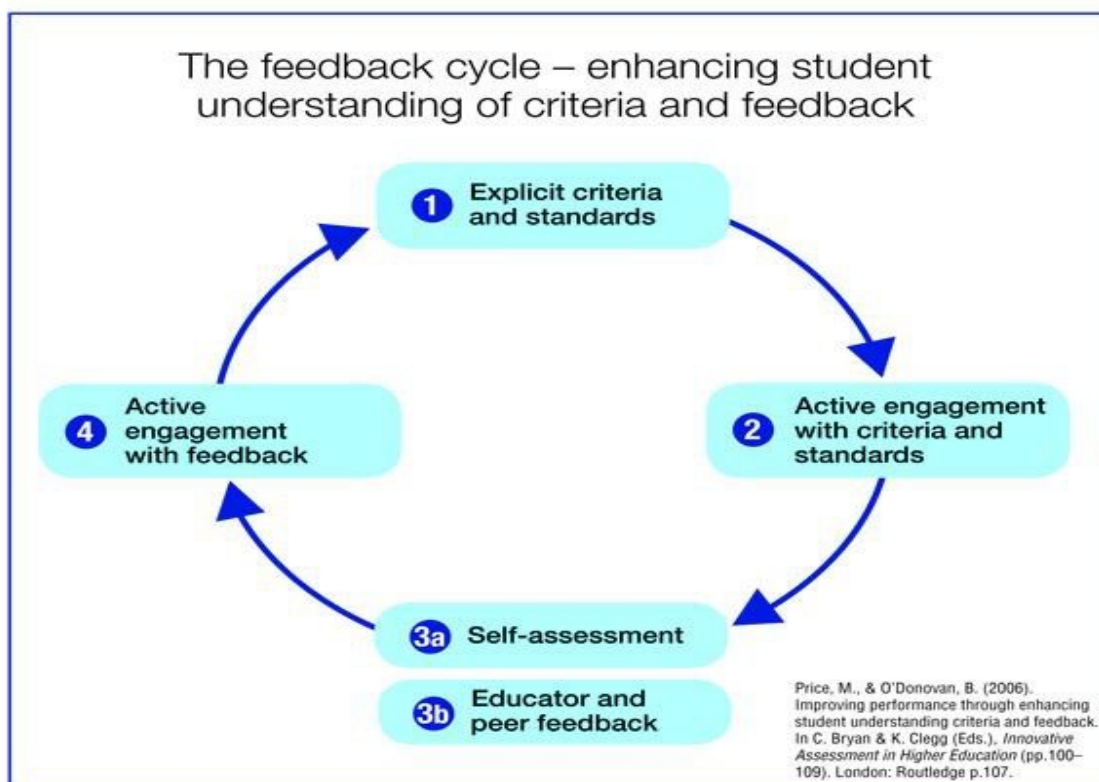 The feedback cycle – enhancing student
understanding of criteria and feedback
1
Explicit criteria
and standards
2
Active engagement
with criteria and
standards
3a
Self-assessment
3b
Educator and
peer feedback
4
Active
engagement
with feedback
Price, M., & O'Donovan, B. (2006).
Improving performance through enhancing
student understanding criteria and feedback.
In C. Bryan & K. Clegg (Eds.), Innovative
Assessment in Higher Education (pp.100–
109). London: Routledge p.107.